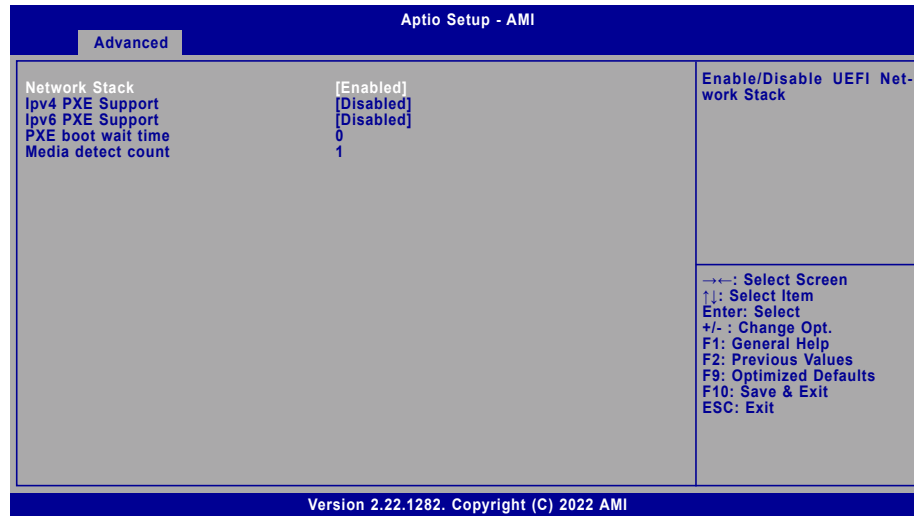 Aptio Setup - AMI
Advanced
Network Stack [Enabled]
Ipv4 PXE Support [Disabled]
Ipv6 PXE Support [Disabled]
PXE boot wait time 0
Media detect count 1
Enable/Disable UEFI Net-
work Stack
→←: Select Screen
↑↓: Select Item
Enter: Select
+/- : Change Opt.
F1: General Help
F2: Previous Values
F9: Optimized Defaults
F10: Save & Exit
ESC: Exit
Version 2.22.1282. Copyright (C) 2022 AMI